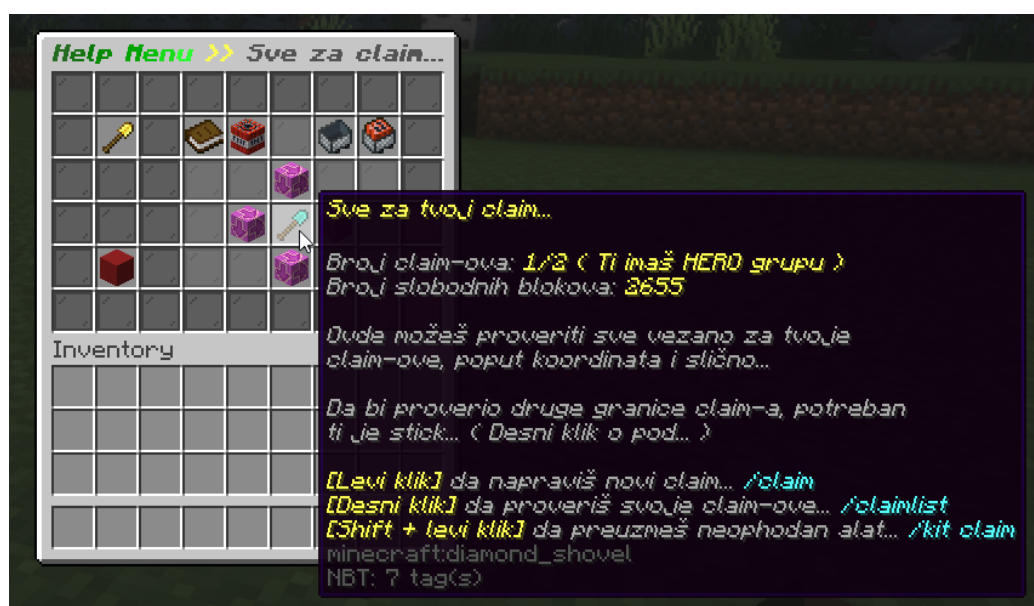 Help Menu >> Sve za claim...
Sve za tvoj claim...
Broj claim-ova: 1/2 ( Ti imaš HERO grupu )
Broj slobodnih blokova: 2655
Ovde možeš proveriti sve vezano za tvoje
claim-ove, poput koordinata i slično...
Da bi proverio druge granice claim-a, potreban
ti je stick... ( Desni klik o pod... )
[Levi klik] da napraviš novi claim... /claim
[Desni klik] da proveriš svoje claim-ove... /claimlist
[Shift + levi klik] da preuzmeš neophodan alat... /kit claim
minecraft:diamond_shovel
NBT: 7 tag(s)
Inventory